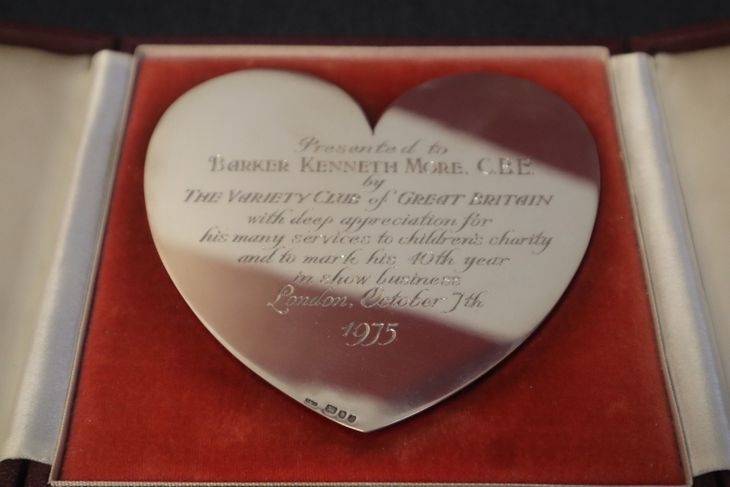 Presented to
BARKER KENNETH MORE. C.B.E.
by
THE VARIETY CLUB of GREAT BRITAIN
with deep appreciation for
his many services to children's charity
and to mark his 40th year
in show business
London, October 7th
1975